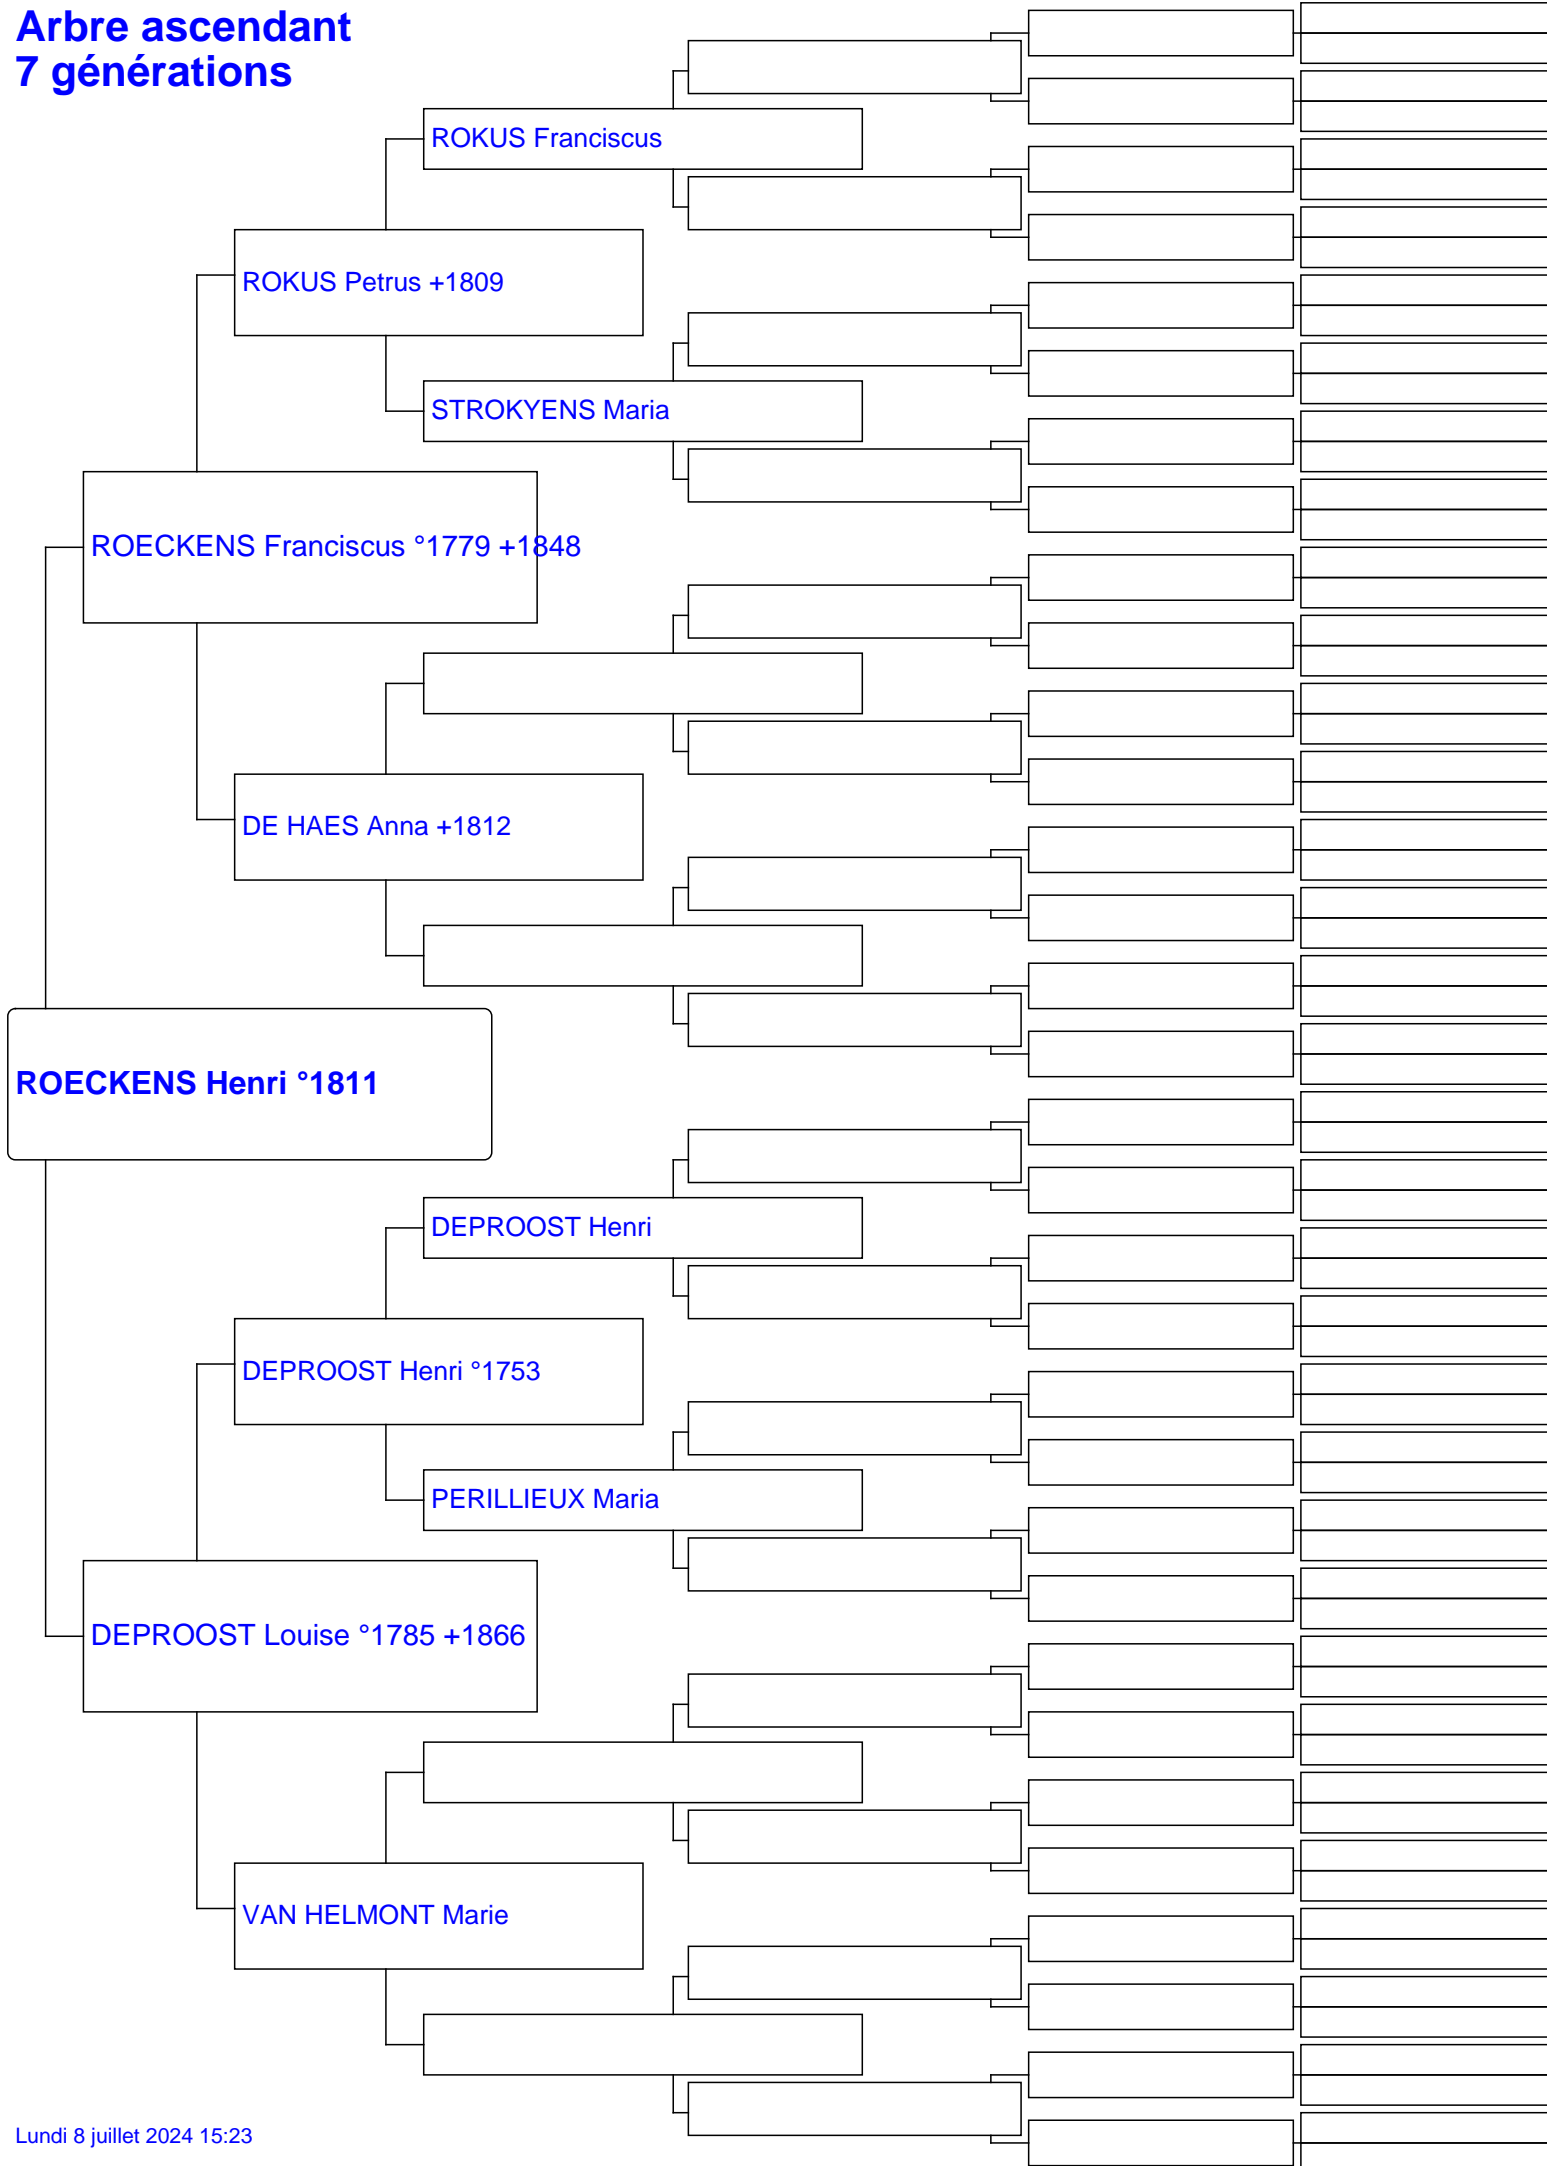 Arbre ascendant
7 générations
ROKUS Franciscus
ROKUS Petrus +1809
STROKYENS Maria
ROECKENS Franciscus °1779 +1848
DE HAES Anna +1812
ROECKENS Henri °1811
DEPROOST Henri
DEPROOST Henri °1753
PERILLIEUX Maria
DEPROOST Louise °1785 +1866
VAN HELMONT Marie
Lundi 8 juillet 2024 15:23